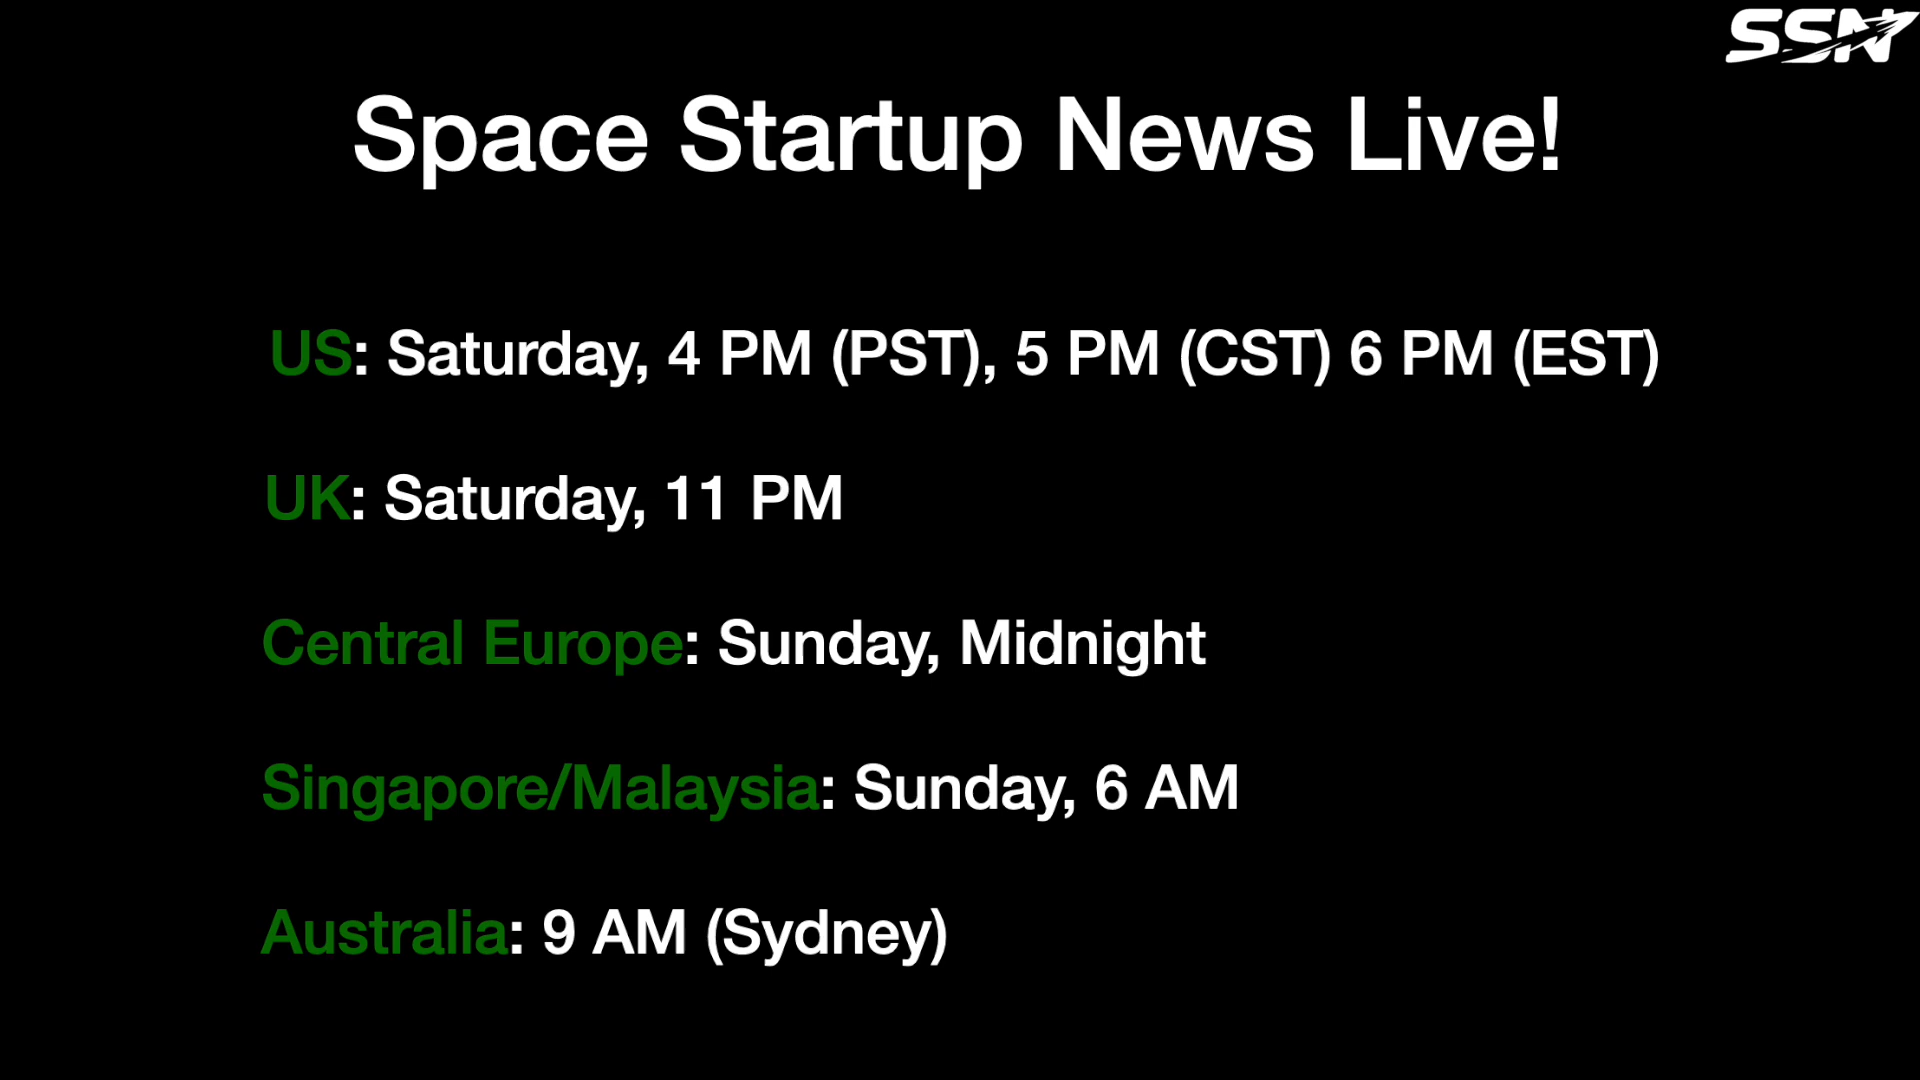 SSN
Space Startup News Live!
US: Saturday, 4 PM (PST), 5 PM (CST) 6 PM (EST)
UK: Saturday, 11 PM
Central Europe: Sunday, Midnight
Singapore/Malaysia: Sunday, 6 AM
Australia: 9 AM (Sydney)